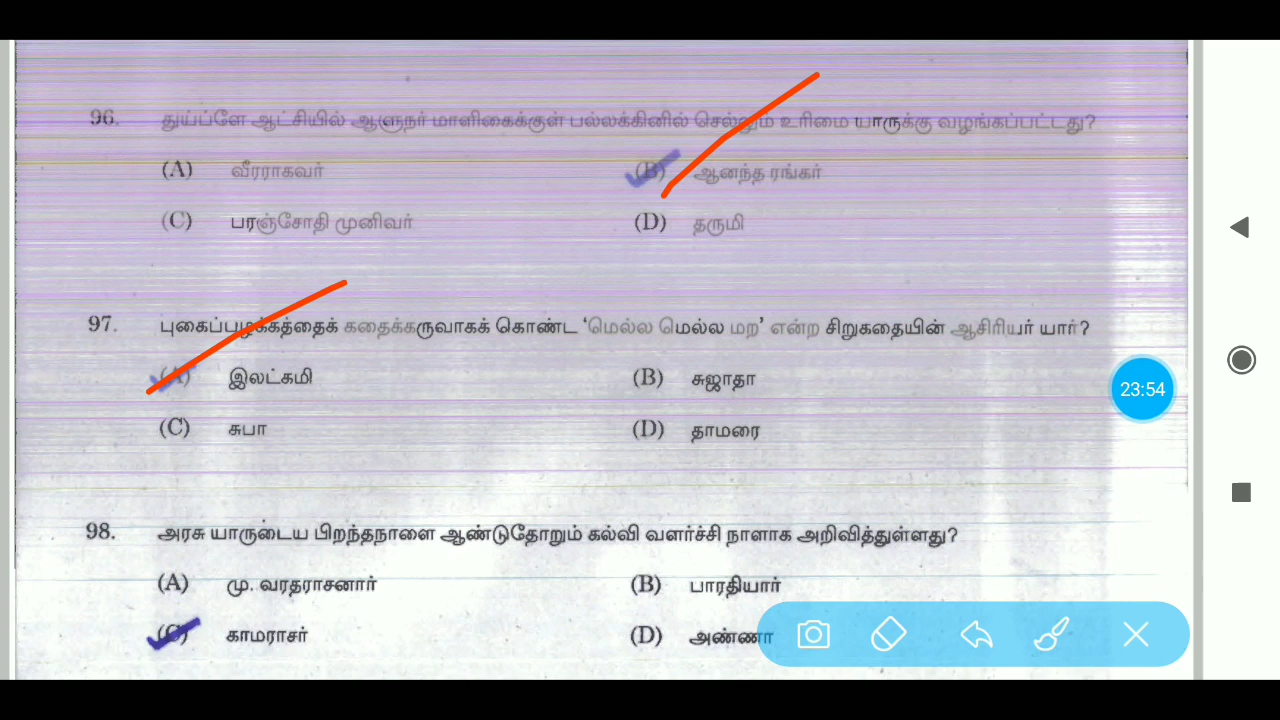 96. துய்ப்ளே ஆட்சியில் ஆளுநர் மாளிகைக்குள் பல்லக்கினில் செல்லும் உரிமை யாருக்கு வழங்கப்பட்டது?
(A) வீரராகவர் (B) ஆனந்த ரங்கர்
(C) பரஞ்சோதி முனிவர் (D) தருமி
97. புகைப்பழக்கத்தைக் கதைக்கருவாகக் கொண்ட ‘மெல்ல மெல்ல மற’ என்ற சிறுகதையின் ஆசிரியர் யார்?
(A) இலட்கமி (B) சுஜாதா
(C) சுபா (D) தாமரை
23:54
98. அரசு யாருடைய பிறந்தநாளை ஆண்டுதோறும் கல்வி வளர்ச்சி நாளாக அறிவித்துள்ளது?
(A) மு. வரதராசனார் (B) பாரதியார்
(C) காமராசர் (D) அண்ணா